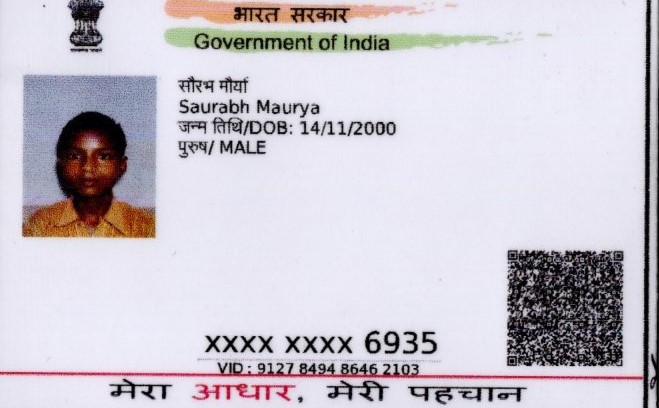 भारत सरकार
Government of India
सौरभ मौर्या
Saurabh Maurya
जन्म तिथि/DOB: 14/11/2000
पुरुष/ MALE
xxxx xxxx 6935
VID : 9127 8494 8646 2103
मेरा आधार, मेरी पहचान